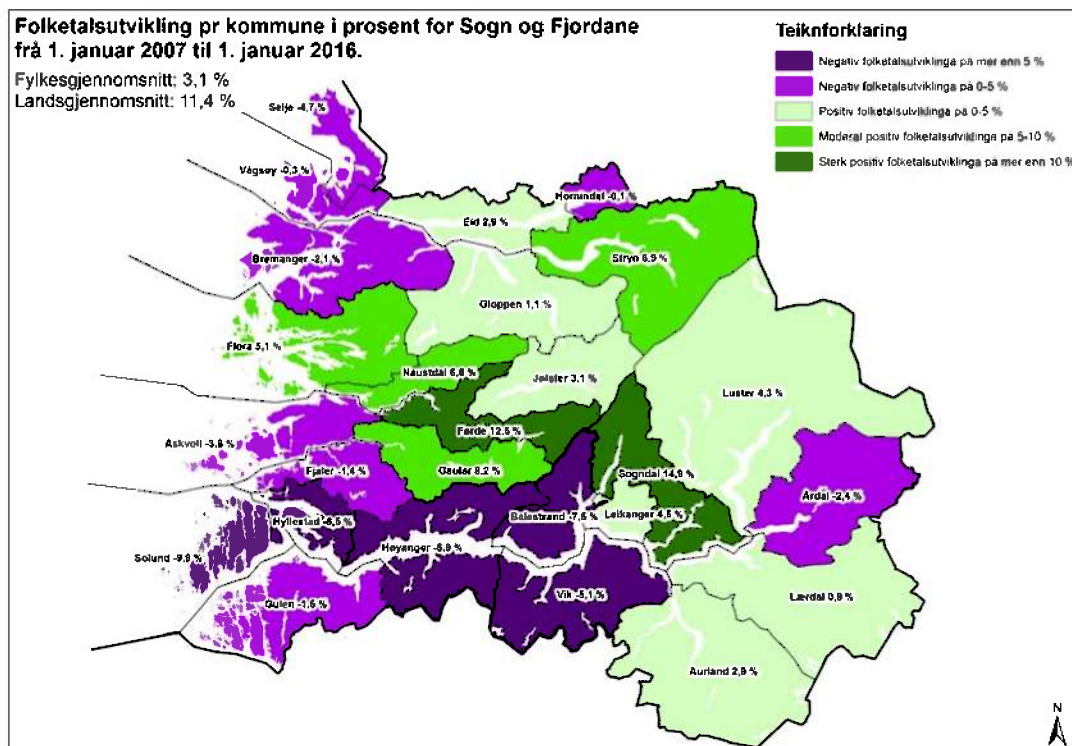 Folketalsutvikling pr kommune i prosent for Sogn og Fjordane
frå 1. januar 2007 til 1. januar 2016.
Fylkesgjennomsnitt: 3,1 %
Landsgjennomsnitt: 11,4 %
Teiknforklaring
Negativ folketalsutviklinga på mer enn 5 %
Negativ folketalsutviklinga på 0-5 %
Positiv folketalsutviklinga på 0-5 %
Moderat positiv folketalsutviklinga på 5-10 %
Sterk positiv folketalsutviklinga på mer enn 10 %
Selje -4,7 %
Vågsøy -0,3 %
Hornindal -0,1 %
Eid 2,9 %
Bremanger -2,1 %
Stryn 6,9 %
Gloppen 1,1 %
Flora 5,1 %
Naustdal 6,8 %
Jølster 3,1 %
Luster 4,3 %
Førde 12,5 %
Askvoll -3,8 %
Fjaler -1,4 %
Gaular 8,2 %
Sogndal 14,9 %
Årdal -2,4 %
Hyllestad -6,5 %
Balestrand -7,5 %
Leikanger 4,5 %
Solund -9,9 %
Høyanger -6,8 %
Gulen -1,5 %
Vik -5,1 %
Lærdal 0,9 %
Aurland 2,9 %
N